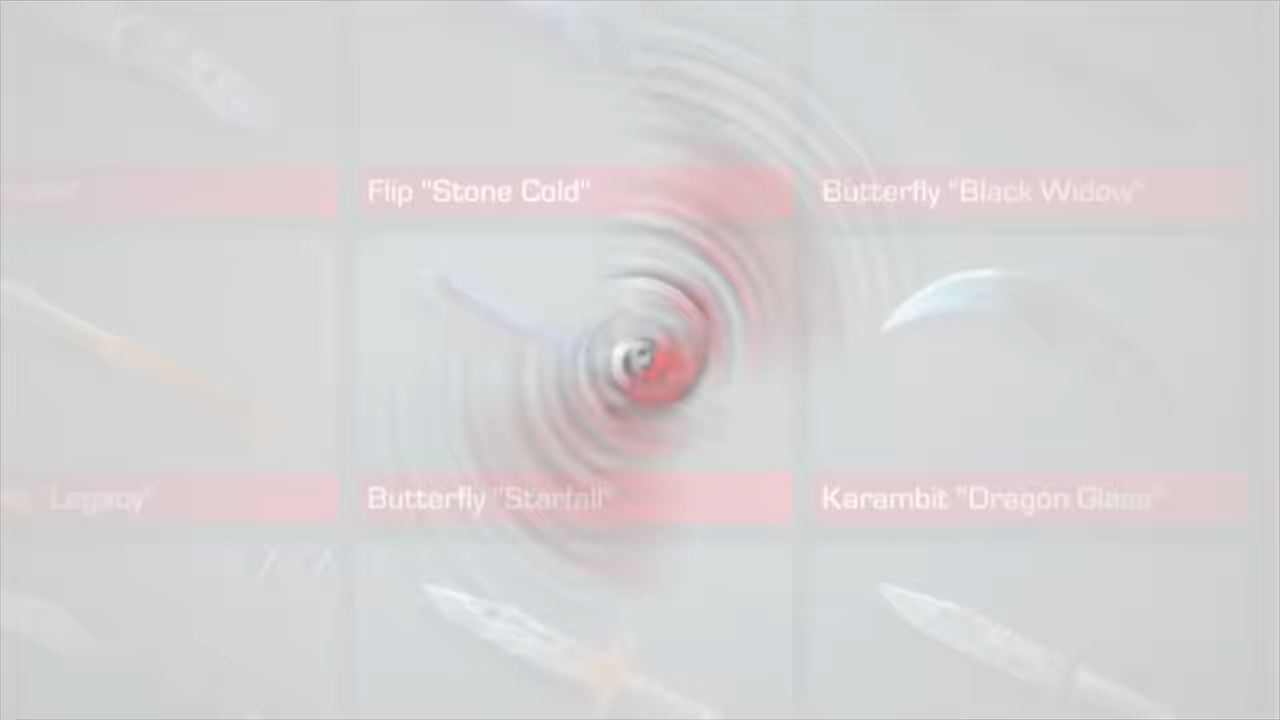 Flip "Stone Cold"
Butterfly "Black Widow"
"Legacy"
Butterfly "Starfall"
Karambit "Dragon Glass"